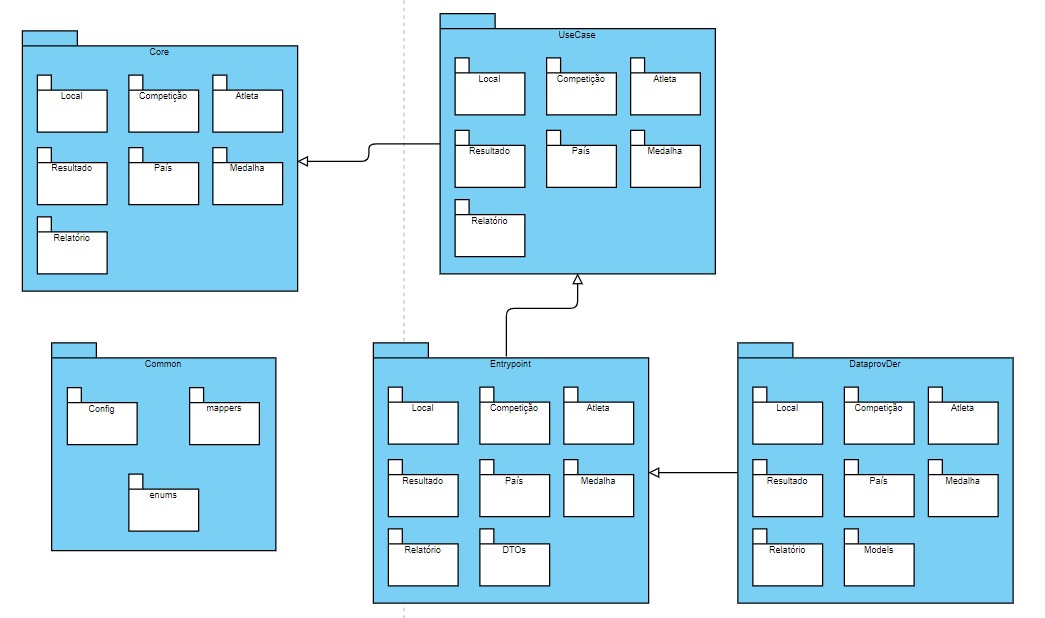 Core
Local
Competição
Atleta
Resultado
País
Medalha
Relatório
UseCase
Local
Competição
Atleta
Resultado
País
Medalha
Relatório
Common
Config
mappers
enums
Entrypoint
Local
Competição
Atleta
Resultado
País
Medalha
Relatório
DTOs
DataprovDer
Local
Competição
Atleta
Resultado
País
Medalha
Relatório
Models